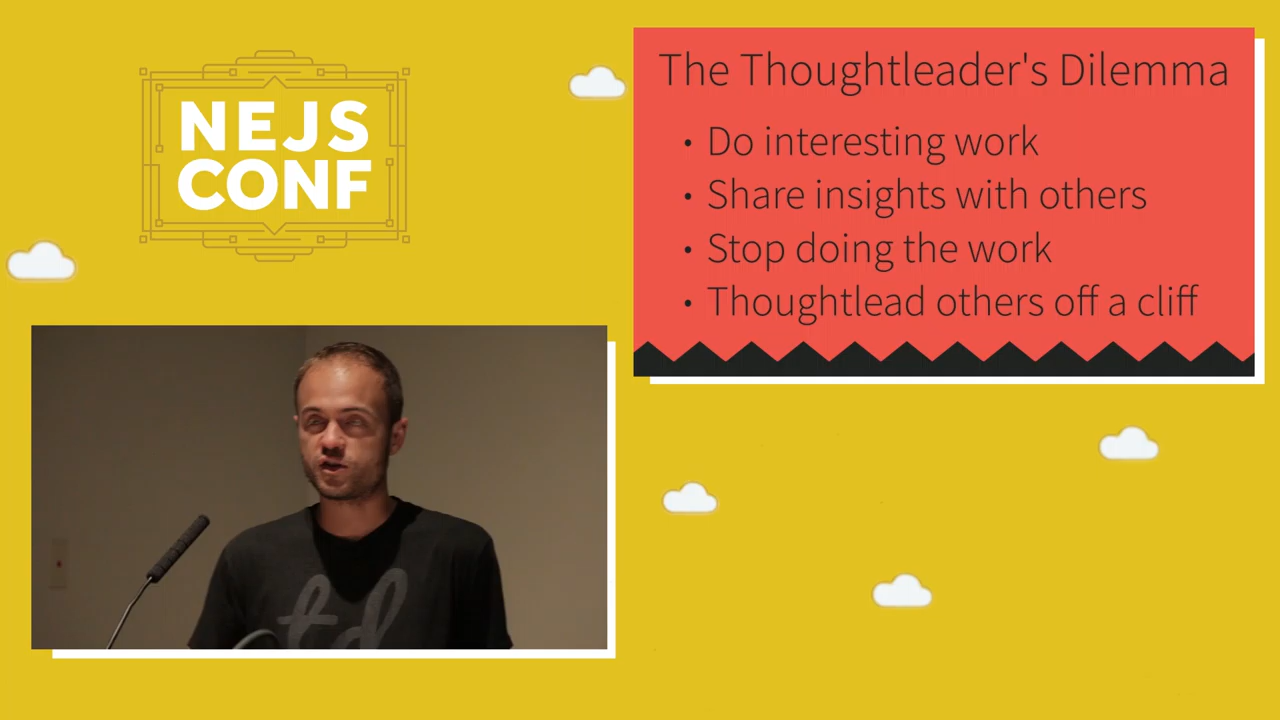 NEJS
CONF
The Thoughtleader's Dilemma
• Do interesting work
• Share insights with others
• Stop doing the work
• Thoughtlead others off a cliff
td